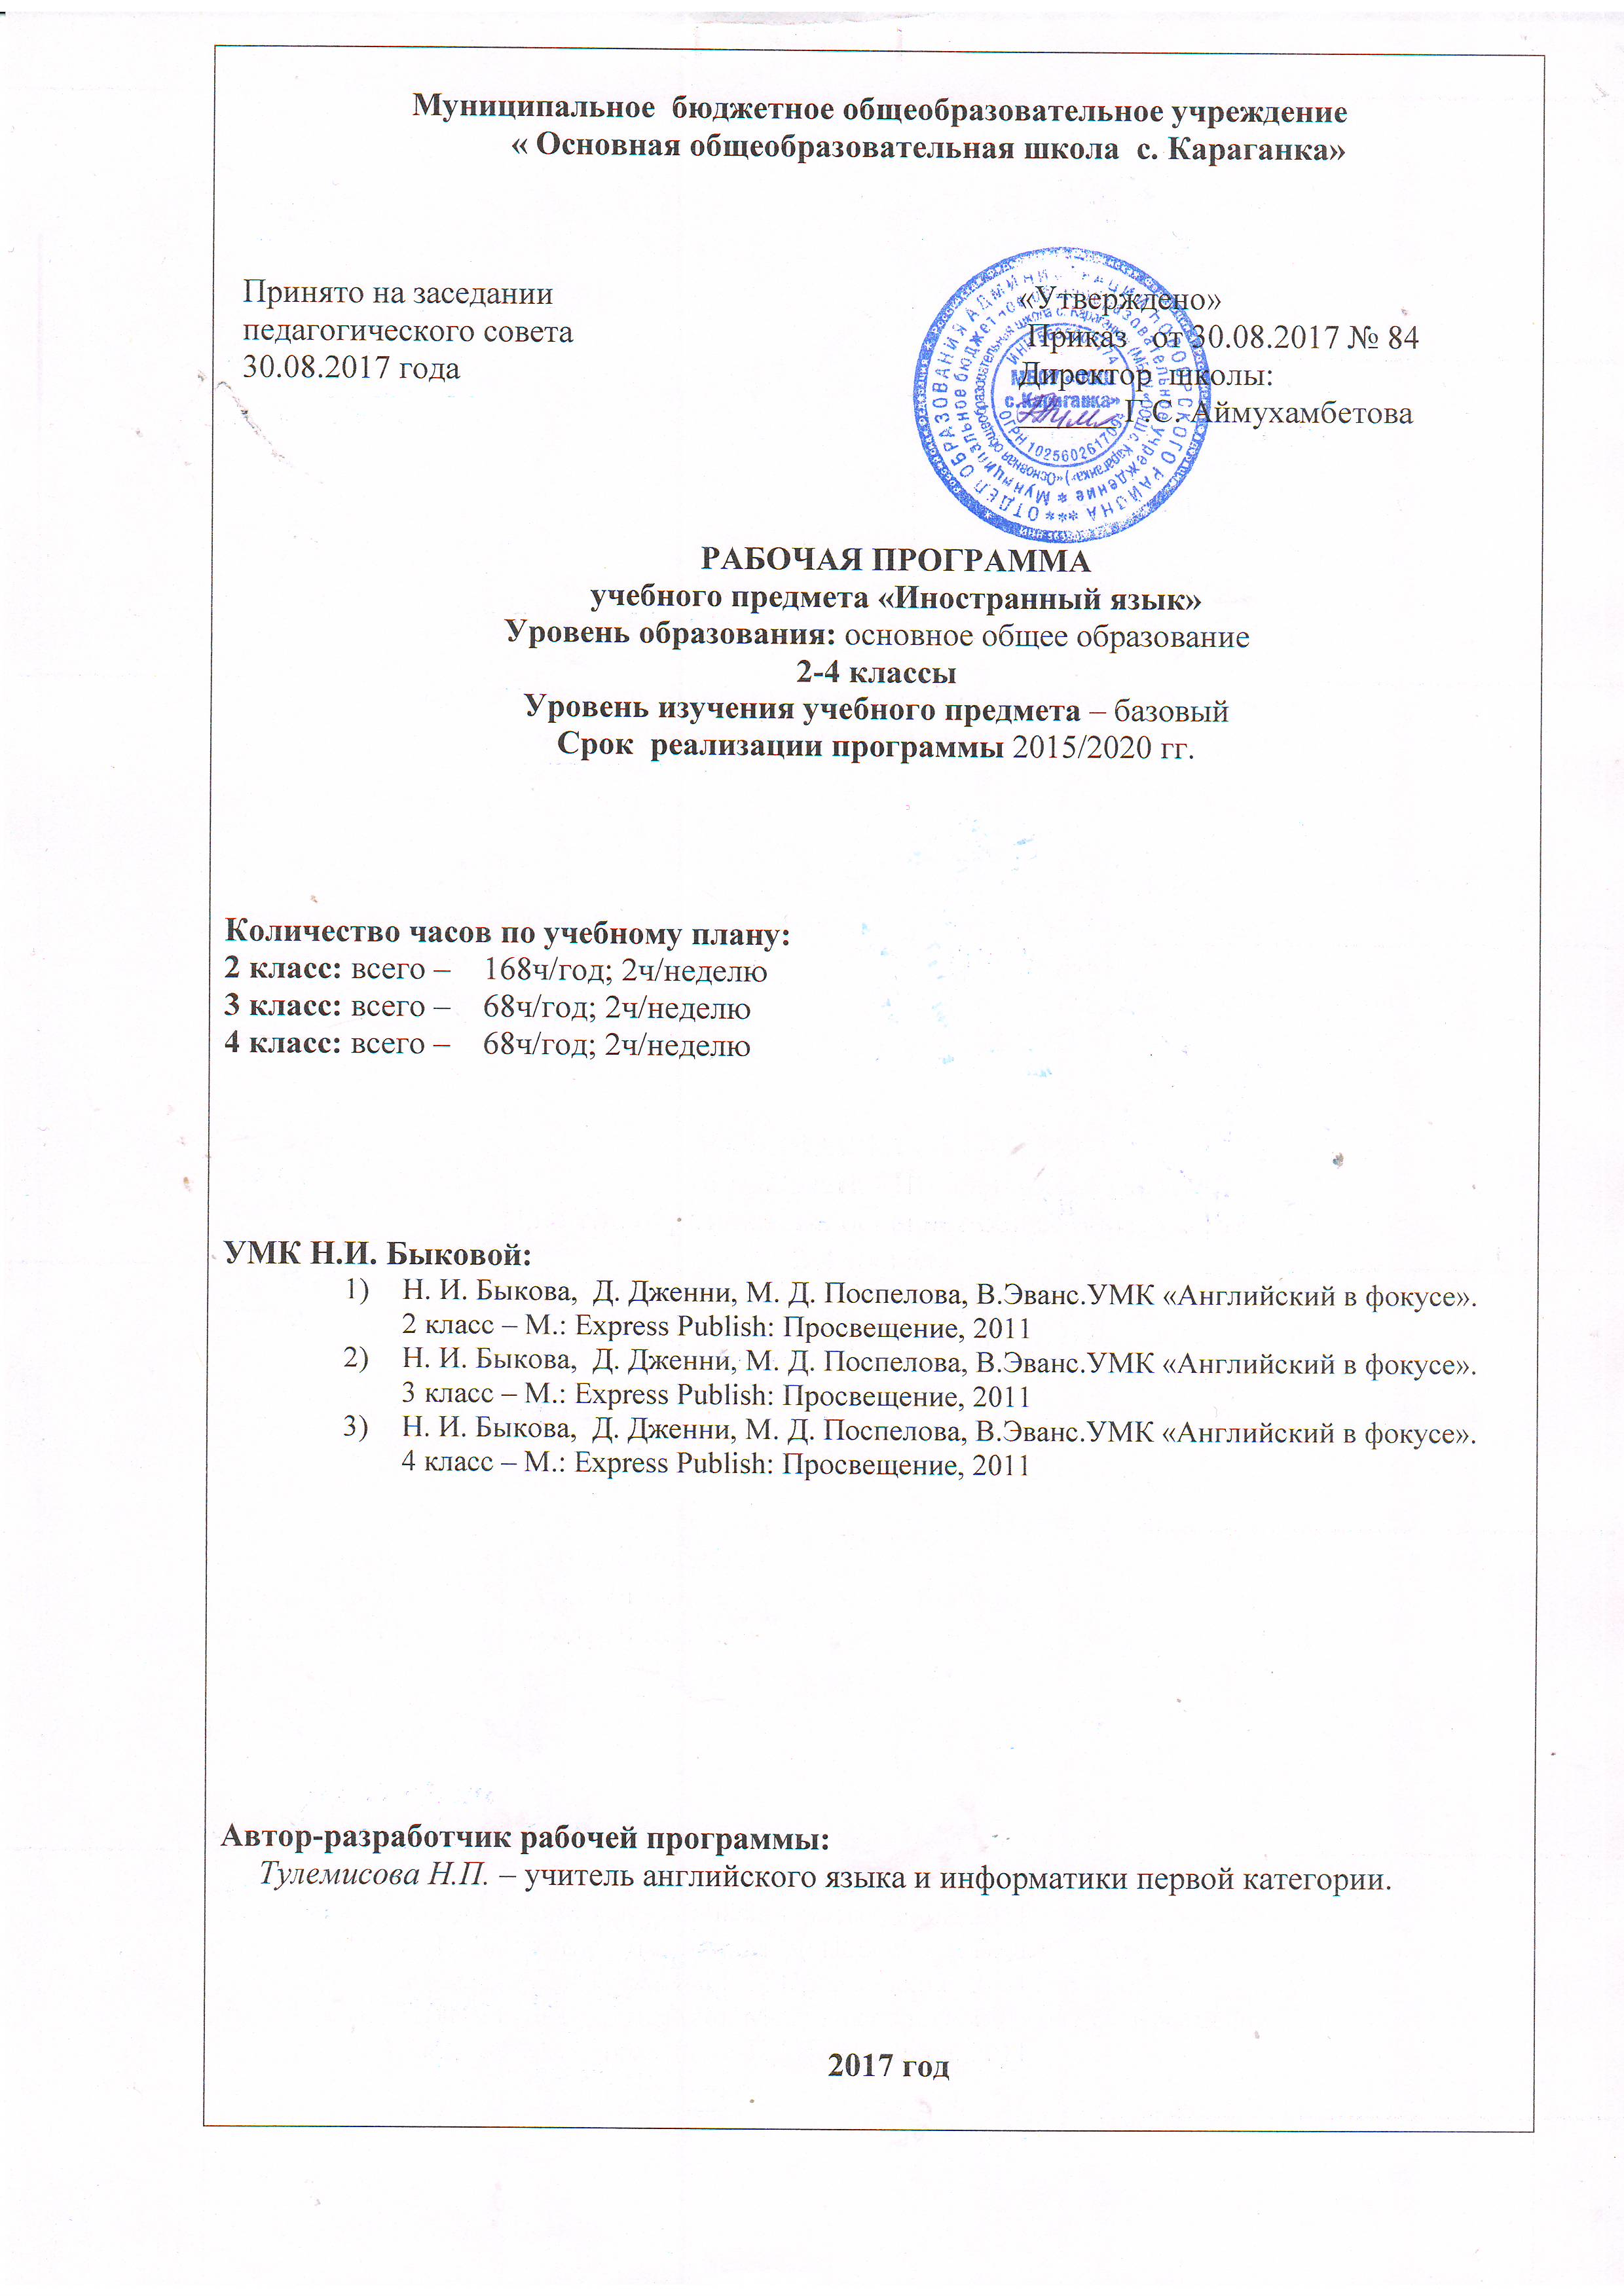 Муниципальное бюджетное общеобразовательное учреждение
« Основная общеобразовательная школа с. Караганка»
Принято на заседании
педагогического совета
30.08.2017 года
«Утверждено»
Приказ от 30.08.2017 № 84
Директор школы:
Г.С. Аймухамбетова
с.Караганка»
РАБОЧАЯ ПРОГРАММА
учебного предмета «Иностранный язык»
Уровень образования: основное общее образование
2-4 классы
Уровень изучения учебного предмета – базовый
Срок реализации программы 2015/2020 гг.
Количество часов по учебному плану:
2 класс: всего – 168ч/год; 2ч/неделю
3 класс: всего – 68ч/год; 2ч/неделю
4 класс: всего – 68ч/год; 2ч/неделю
УМК Н.И. Быковой:
1) Н. И. Быкова, Д. Дженни, М. Д. Поспелова, В.Эванс.УМК «Английский в фокусе».
2 класс – М.: Express Publish: Просвещение, 2011
2) Н. И. Быкова, Д. Дженни, М. Д. Поспелова, В.Эванс.УМК «Английский в фокусе».
3 класс – М.: Express Publish: Просвещение, 2011
3) Н. И. Быкова, Д. Дженни, М. Д. Поспелова, В.Эванс.УМК «Английский в фокусе».
4 класс – М.: Express Publish: Просвещение, 2011
Автор-разработчик рабочей программы:
Тулемисова Н.П. – учитель английского языка и информатики первой категории.
2017 год